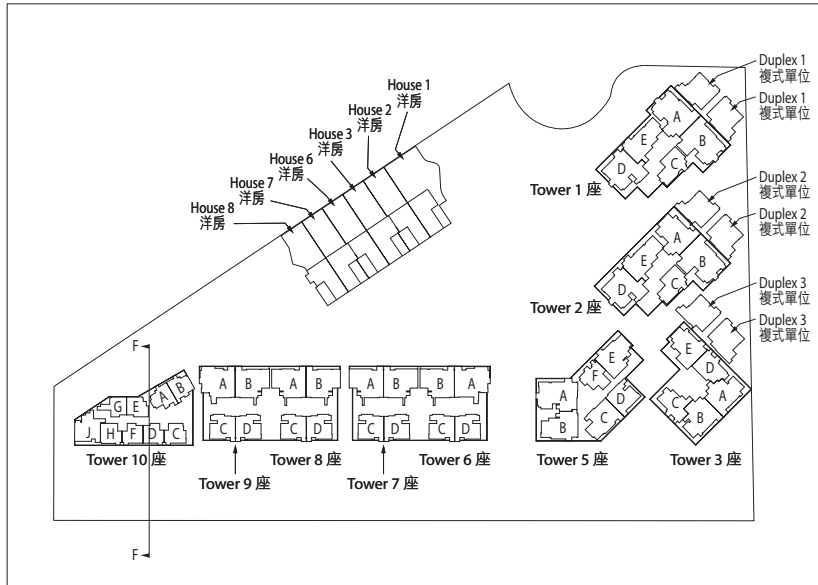 Duplex 1
複式單位
Duplex 1
複式單位
House 1
洋房
House 2
洋房
House 3
洋房
House 6
洋房
House 7
洋房
House 8
洋房
A
E
B
D
C
Tower 1 座
Duplex 2
複式單位
Duplex 2
複式單位
A
E
B
D
C
Tower 2 座
Duplex 3
複式單位
Duplex 3
複式單位
F
A B
G E
J H F D C
Tower 10 座
A B A B
C D C D
Tower 9 座
Tower 8 座
A B B A
C D C D
Tower 7 座
Tower 6 座
E
F
A
D
B
C
Tower 5 座
E
D
A
C
B
Tower 3 座
F